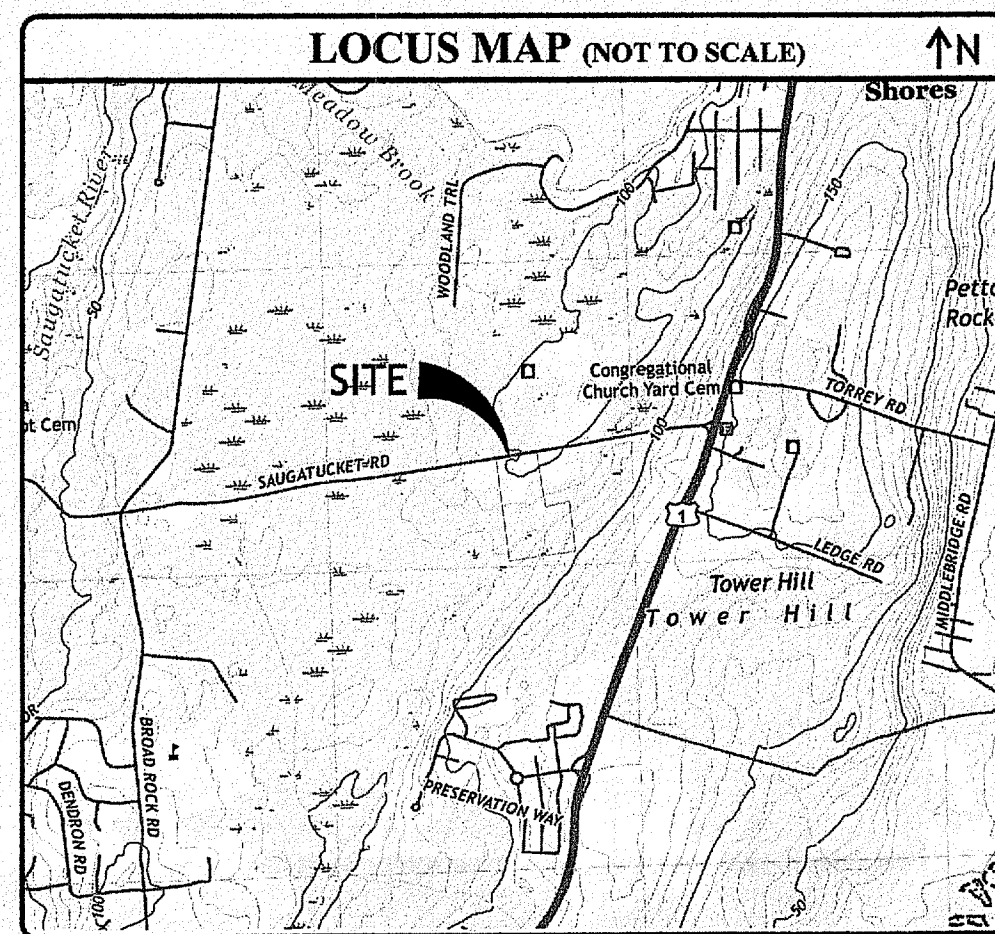 LOCUS MAP (NOT TO SCALE)
N
Shores
Meadow Brook
Saugatucket River
WOODLAND TRL
100
150
50
Rock
SITE
Congregational
Church Yard Cem
TORREY RD
Cem
100
SAUGATUCKET RD
1
LEDGE RD
MIDDLEBRIDGE RD
Tower Hill
Tower Hill
BROAD ROCK RD
DENDRON RD
PRESERVATION WAY
100
50